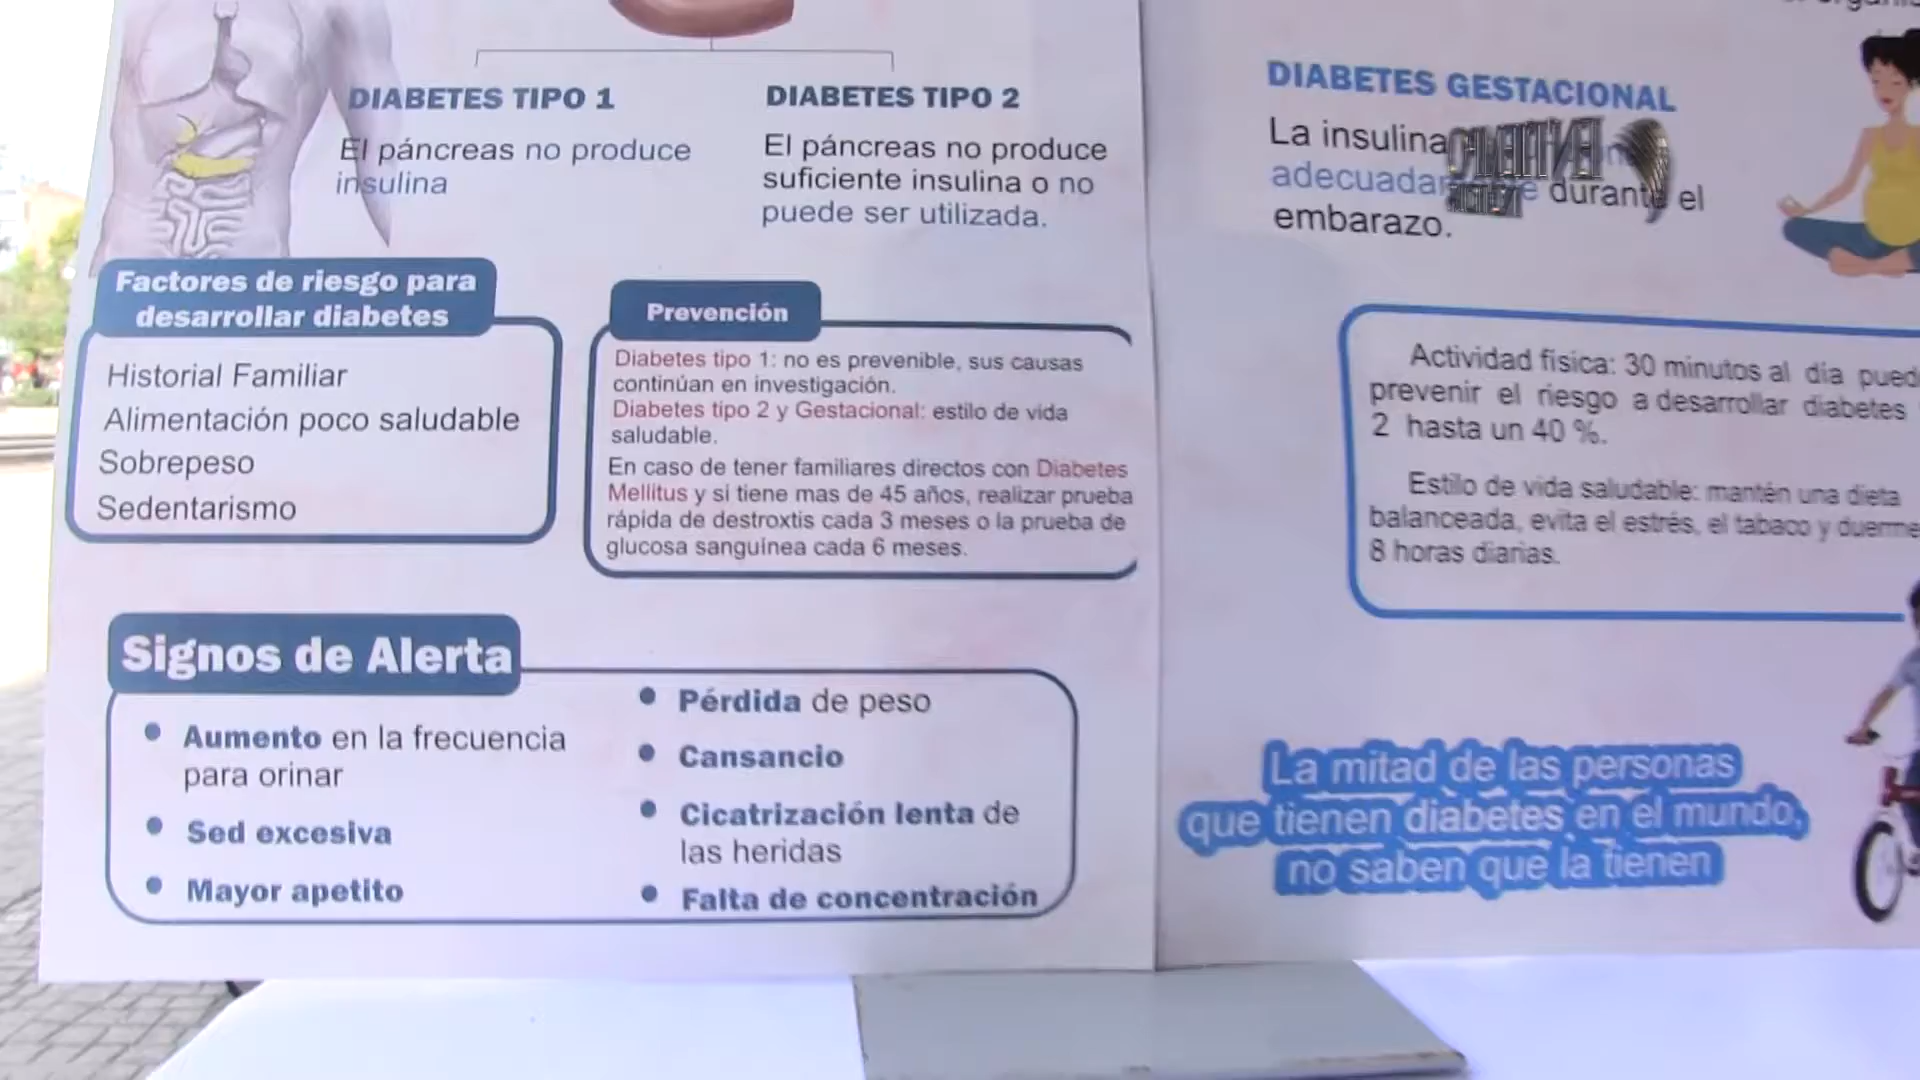 DIABETES TIPO 1
El páncreas no produce
insulina
DIABETES TIPO 2
El páncreas no produce
suficiente insulina o no
puede ser utilizada.
Factores de riesgo para
desarrollar diabetes
Historial Familiar
Alimentación poco saludable
Sobrepeso
Sedentarismo
Prevención
Diabetes tipo 1: no es prevenible, sus causas
continúan en investigación.
Diabetes tipo 2 y Gestacional: estilo de vida
saludable.
En caso de tener familiares directos con Diabetes
Mellitus y si tiene mas de 45 años, realizar prueba
rápida de destroxtis cada 3 meses o la prueba de
glucosa sanguínea cada 6 meses.
Signos de Alerta
Aumento en la frecuencia
para orinar
Sed excesiva
Mayor apetito
Pérdida de peso
Cansancio
Cicatrización lenta de
las heridas
Falta de concentración
DIABETES GESTACIONAL
La insulina
durante el
embarazo.
Actividad física: 30 minutos al día
prevenir el riesgo a desarrollar diabetes
2 hasta un 40 %.
Estilo de vida saludable: mantén una dieta
balanceada, evita el estrés, el tabaco y
8 horas diarias.
La mitad de las personas
que tienen diabetes en el mundo,
no saben que la tienen